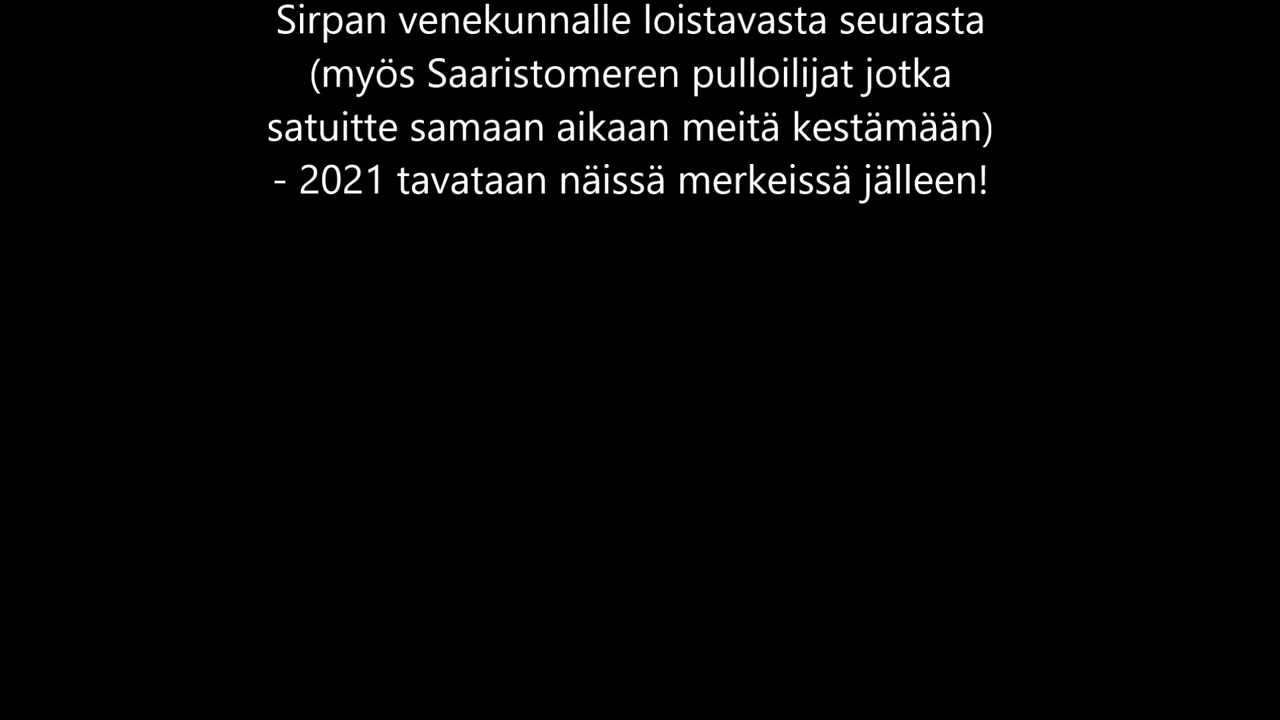 Sirpan venekunnalle loistavasta seurasta
(myös Saaristomeren pulloilijat jotka
satuitte samaan aikaan meitä kestämään)
- 2021 tavataan näissä merkeissä jälleen!